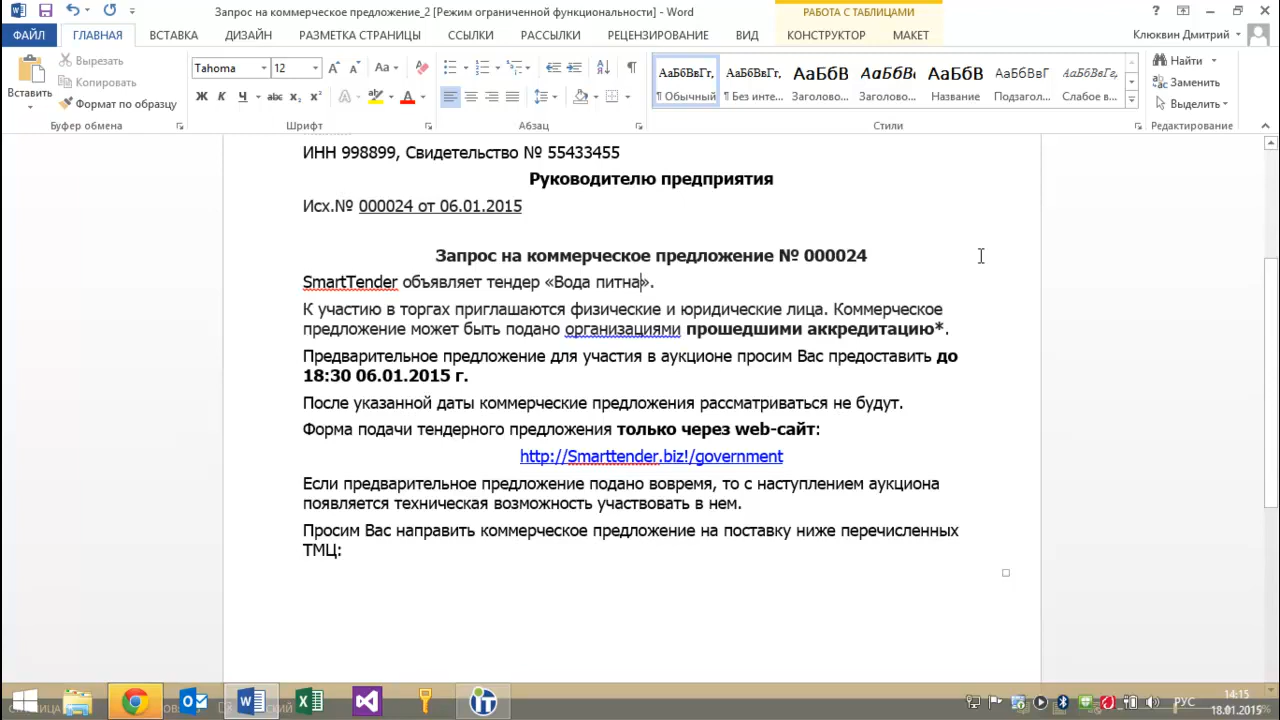 Запрос на коммерческое предложение_2 [Режим ограниченной функциональности] - Word
РАБОТА С ТАБЛИЦАМИ
?
ФАЙЛ ГЛАВНАЯ ВСТАВКА ДИЗАЙН РАЗМЕТКА СТРАНИЦЫ ССЫЛКИ РАССЫЛКИ РЕЦЕНЗИРОВАНИЕ ВИД КОНСТРУКТОР МАКЕТ Клюквин Дмитрий
Вставить
Вырезать
Копировать
Формат по образцу
Буфер обмена
Tahoma 12
Ж К Ч abc x₂ x²
Шрифт
Абзац
АаБбВвГг, АаБбВвГг, АаБбВ АаБбВı АаБбВ АаБбВвГ АаБбВвГг,
¶ Обычный ¶ Без инте... Заголово... Заголово... Название Подзагол... Слабое в...
Стили
Найти
Заменить
Выделить
Редактирование
ИНН 998899, Свидетельство № 55433455
Руководителю предприятия
Исх.№ 000024 от 06.01.2015
Запрос на коммерческое предложение № 000024
SmartTender объявляет тендер «Вода питна».
К участию в торгах приглашаются физические и юридические лица. Коммерческое
предложение может быть подано организациями прошедшими аккредитацию*.
Предварительное предложение для участия в аукционе просим Вас предоставить до
18:30 06.01.2015 г.
После указанной даты коммерческие предложения рассматриваться не будут.
Форма подачи тендерного предложения только через web-сайт:
http://Smarttender.biz!/government
Если предварительное предложение подано вовремя, то с наступлением аукциона
появляется техническая возможность участвовать в нем.
Просим Вас направить коммерческое предложение на поставку ниже перечисленных
ТМЦ:
РУС
14:15
18.01.2015